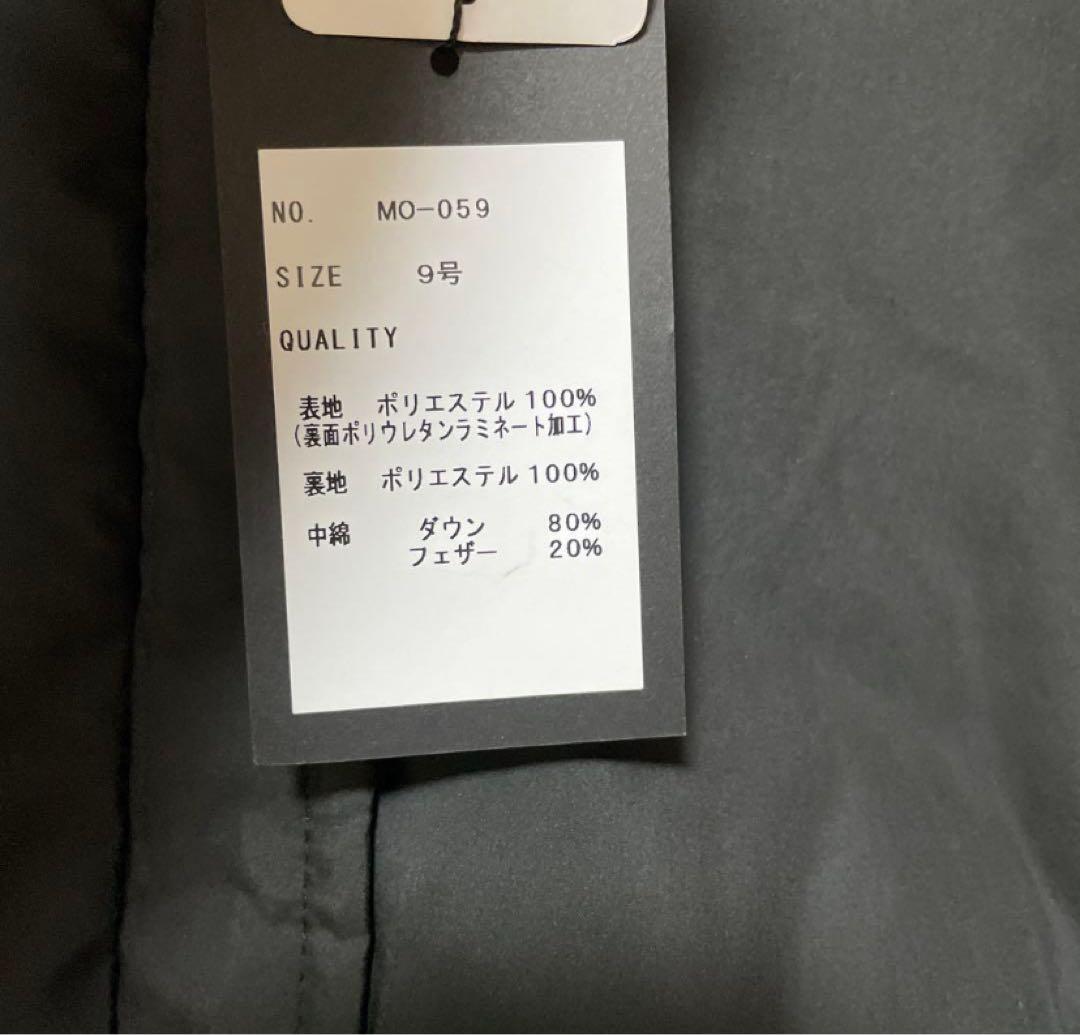 NO. MO-059
SIZE 9号
QUALITY
表地 ポリエステル 100%
(裏面ポリウレタンラミネート加工)
裏地 ポリエステル 100%
中綿 ダウン 80%
フェザー 20%